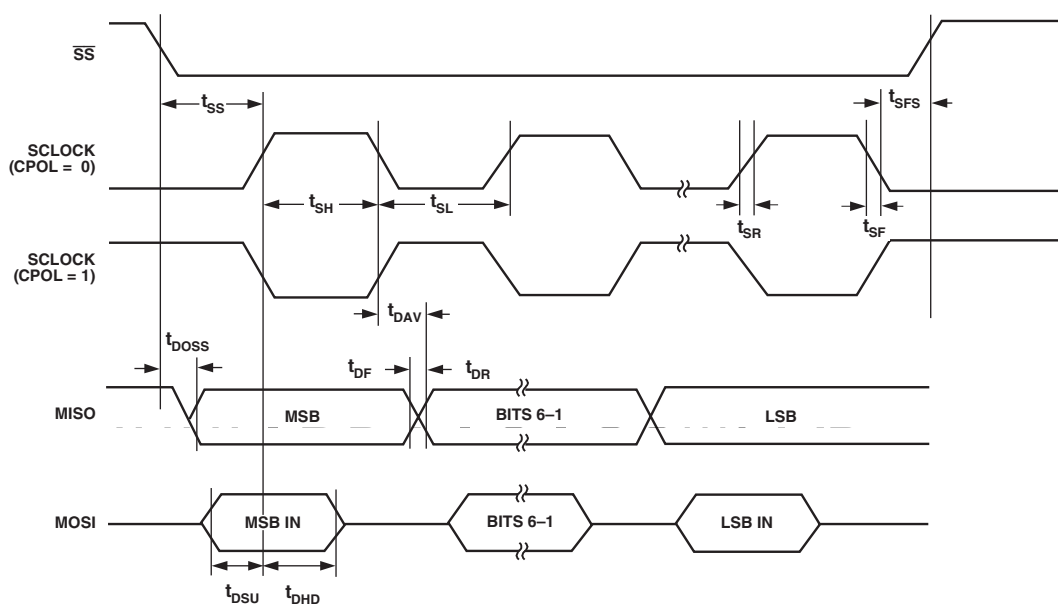 SS
tSS
tSFS
SCLOCK
(CPOL = 0)
tSH
tSL
tSR
tSF
SCLOCK
(CPOL = 1)
tDAV
tDOSS
tDF
tDR
MISO
MSB
BITS 6–1
LSB
MOSI
MSB IN
BITS 6–1
LSB IN
tDSU
tDHD